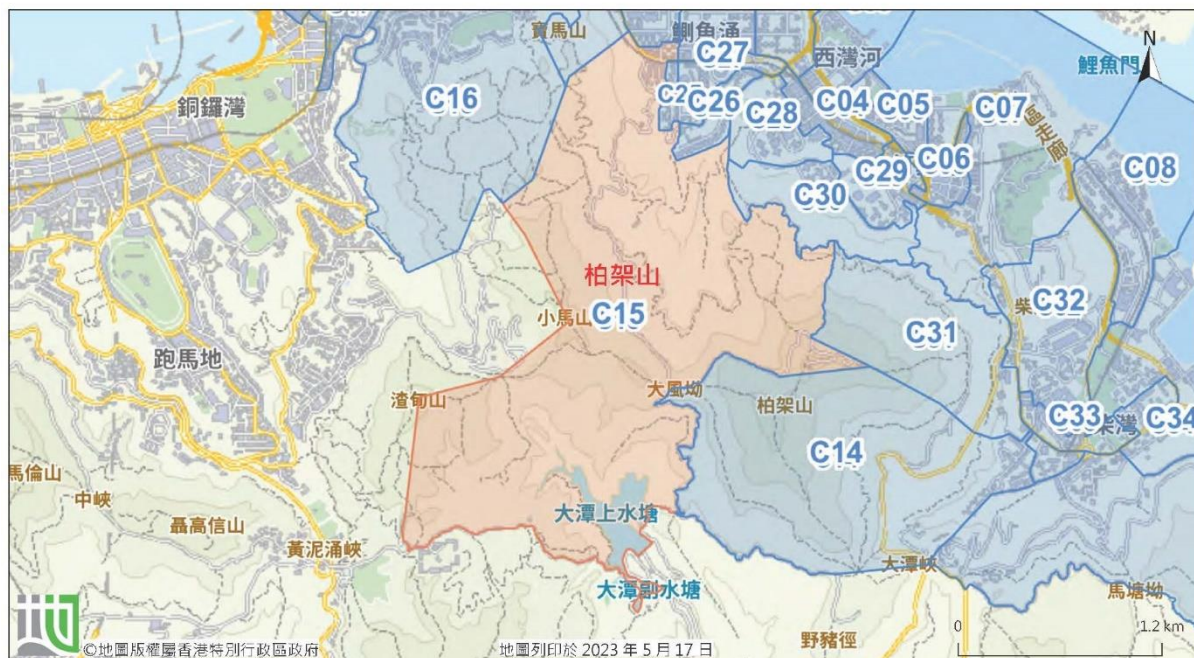 寶馬山
鰂魚涌
C27
西灣河
鯉魚門
N
銅鑼灣
C16
C26
C28
C04
C05
C07
區走廊
C06
C08
C29
C30
柏架山
C15
小馬山
C31
柴
C32
跑馬地
渣甸山
大風坳
柏架山
C33
柴灣
C34
C14
馬倫山
中峽
聶高信山
黃泥涌峽
大潭上水塘
大潭峽
大潭副水塘
馬塘坳
野豬徑
0
1.2 km
©地圖版權屬香港特別行政區政府
地圖列印於 2023 年 5 月 17 日